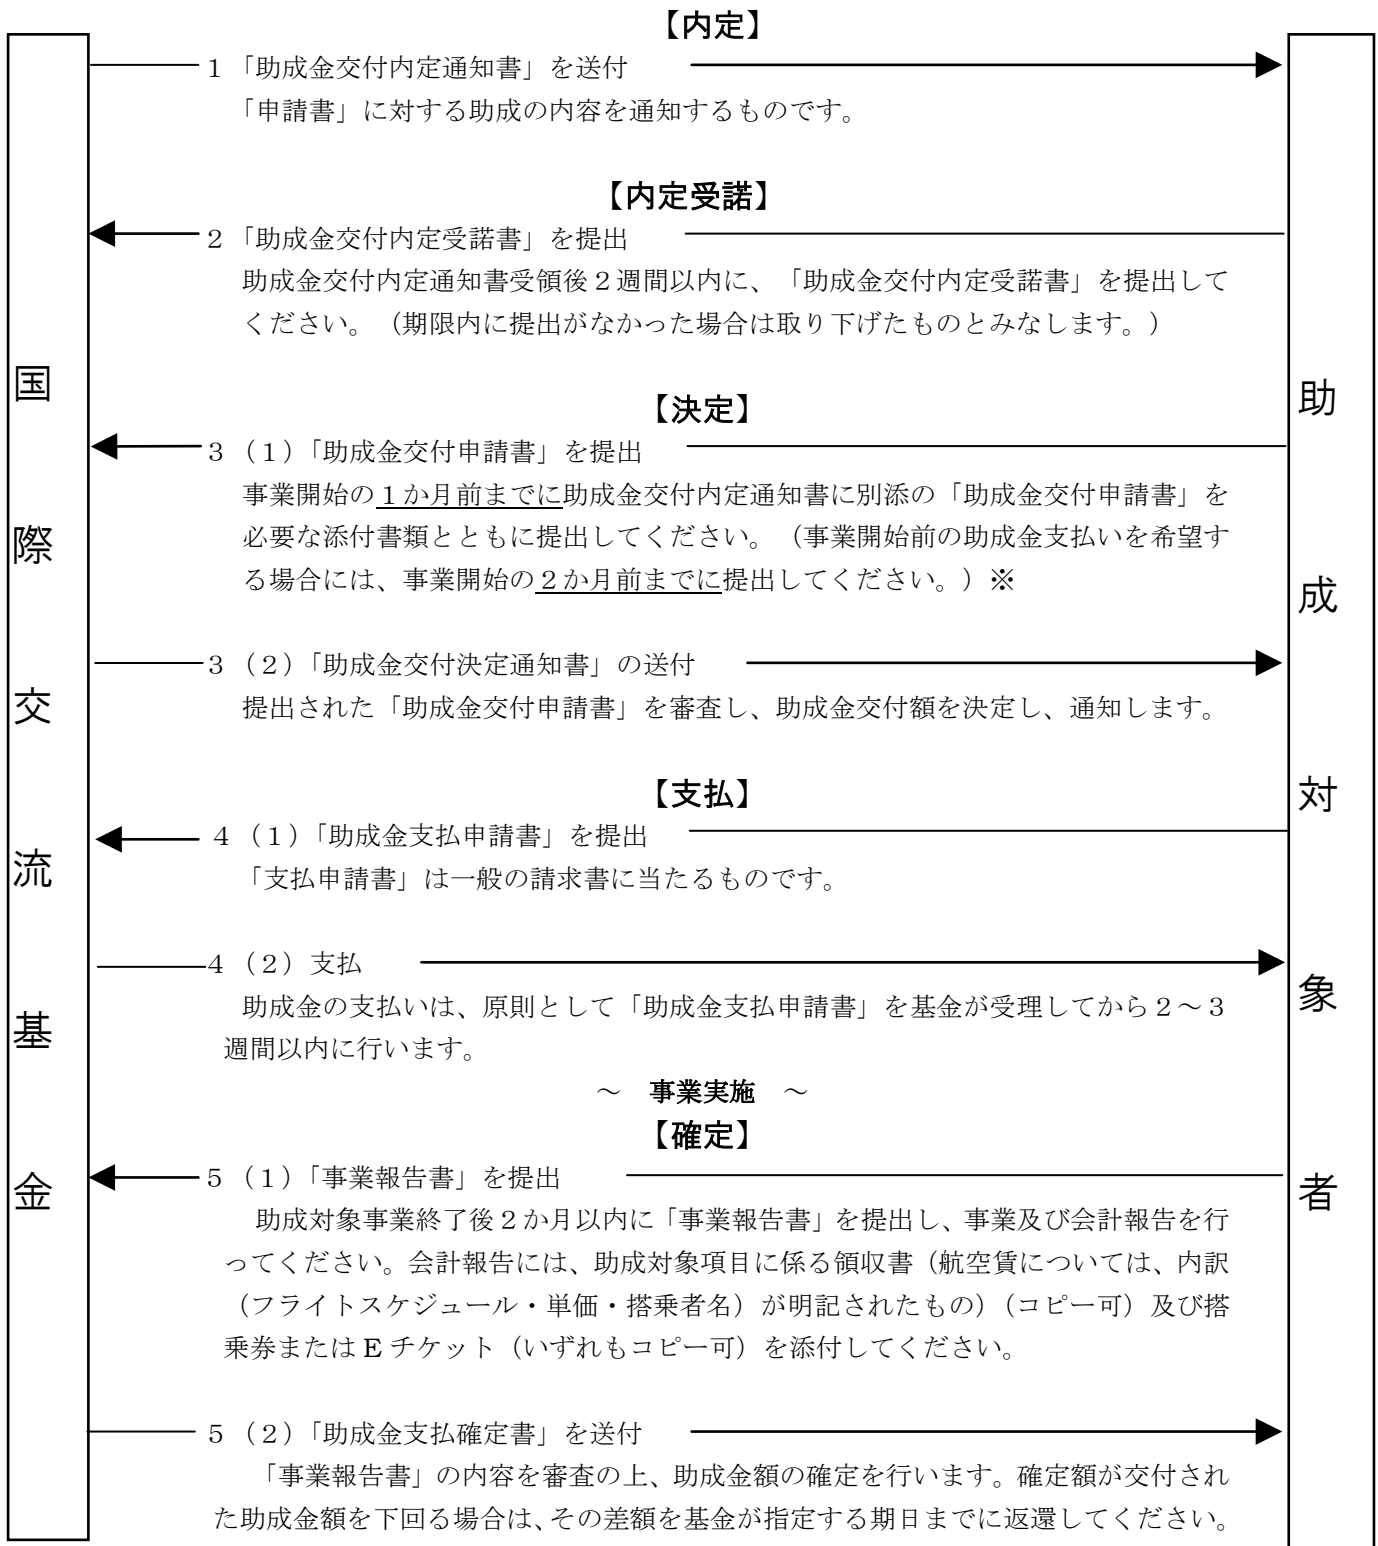 【内定】
1 「助成金交付内定通知書」を送付
「申請書」に対する助成の内容を通知するものです。
【内定受諾】
2 「助成金交付内定受諾書」を提出
助成金交付内定通知書受領後２週間以内に、「助成金交付内定受諾書」を提出して
ください。（期限内に提出がなかった場合は取り下げたものとみなします。）
【決定】
3 （１）「助成金交付申請書」を提出
事業開始の１か月前までに助成金交付内定通知書に別添の「助成金交付申請書」を
必要な添付書類とともに提出してください。（事業開始前の助成金支払いを希望す
る場合には、事業開始の２か月前までに提出してください。）※
3 （２）「助成金交付決定通知書」の送付
提出された「助成金交付申請書」を審査し、助成金交付額を決定し、通知します。
【支払】
4 （１）「助成金支払申請書」を提出
「支払申請書」は一般の請求書に当たるものです。
4 （２）支払
助成金の支払いは、原則として「助成金支払申請書」を基金が受理してから２～３
週間以内に行います。
～　事業実施　～
【確定】
5 （１）「事業報告書」を提出
助成対象事業終了後２か月以内に「事業報告書」を提出し、事業及び会計報告を行
ってください。会計報告には、助成対象項目に係る領収書（航空賃については、内訳
（フライトスケジュール・単価・搭乗者名）が明記されたもの）（コピー可）及び搭
乗券または E チケット（いずれもコピー可）を添付してください。
5 （２）「助成金支払確定書」を送付
「事業報告書」の内容を審査の上、助成金額の確定を行います。確定額が交付され
た助成金額を下回る場合は、その差額を基金が指定する期日までに返還してください。
国際交流基金
助成対象者